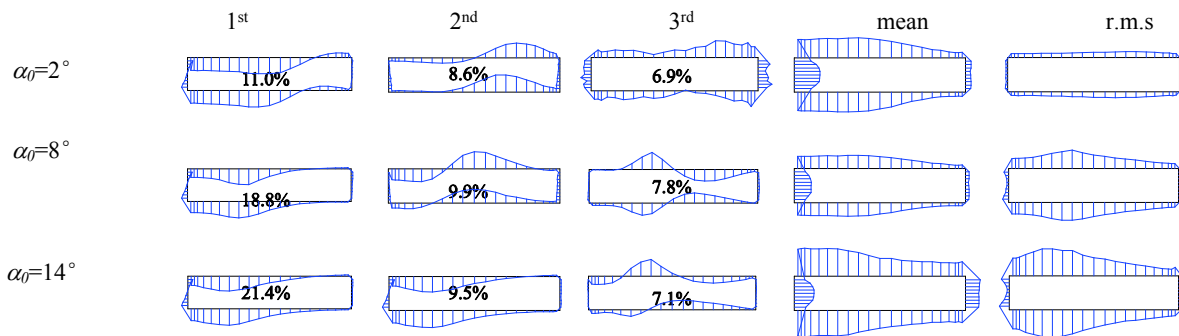 1st 2nd 3rd mean r.m.s
α0=2° 11.0% 8.6% 6.9%
α0=8° 18.8% 9.9% 7.8%
α0=14° 21.4% 9.5% 7.1%